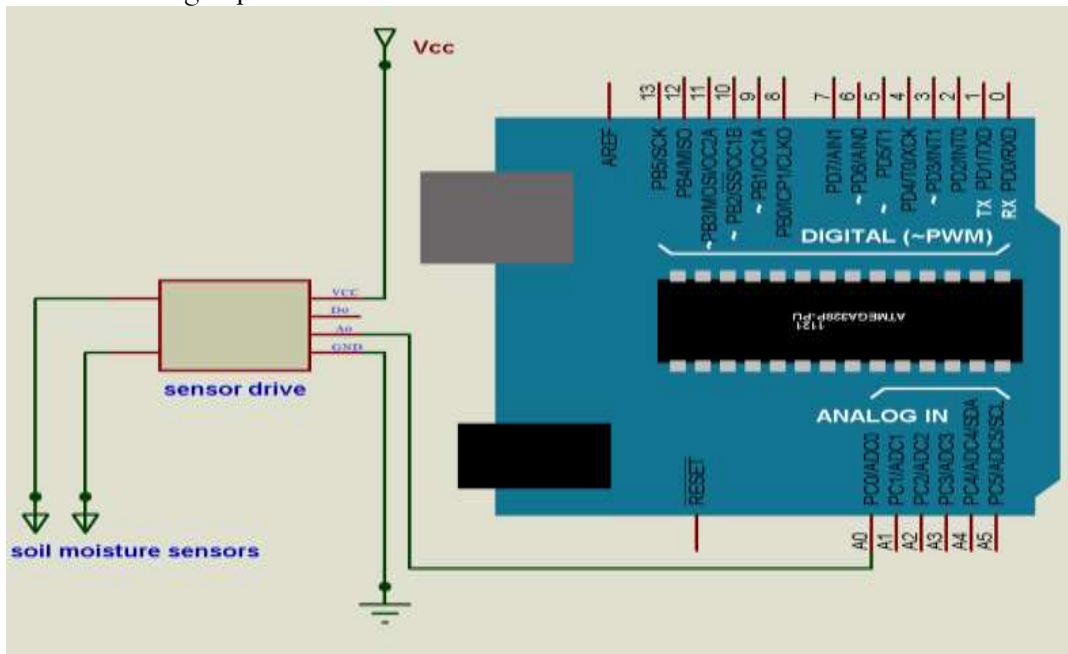 Vcc
13
12
11
10
9
8
7
6
5
4
3
2
1
0
AREF
PB5/SCK
PB4/MISO
~PB3/MOSI/OC2A
~ PB2/SS/OC1B
~ PB1/OC1A
PB0/ICP1/CLKO
PD7/AIN1
~ PD6/AIN0
~ PD5/T1
PD4/T0/XCK
~ PD3/INT1
PD2/INT0
TX PD1/TXD
RX PD0/RXD
DIGITAL (~PWM)
VCC
Do
Ao
GND
sensor drive
ATMEGA328P-PU
1121
ANALOG IN
RESET
PC0/ADC0
PC1/ADC1
PC2/ADC2
PC3/ADC3
PC4/ADC4/SDA
PC5/ADC5/SCL
A0
A1
A2
A3
A4
A5
soil moisture sensors